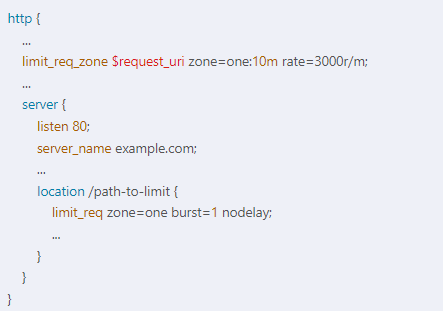 http {
...
limit_req_zone $request_uri zone=one:10m rate=3000r/m;
...
server {
listen 80;
server_name example.com;
...
location /path-to-limit {
limit_req zone=one burst=1 nodelay;
...
}
}
}